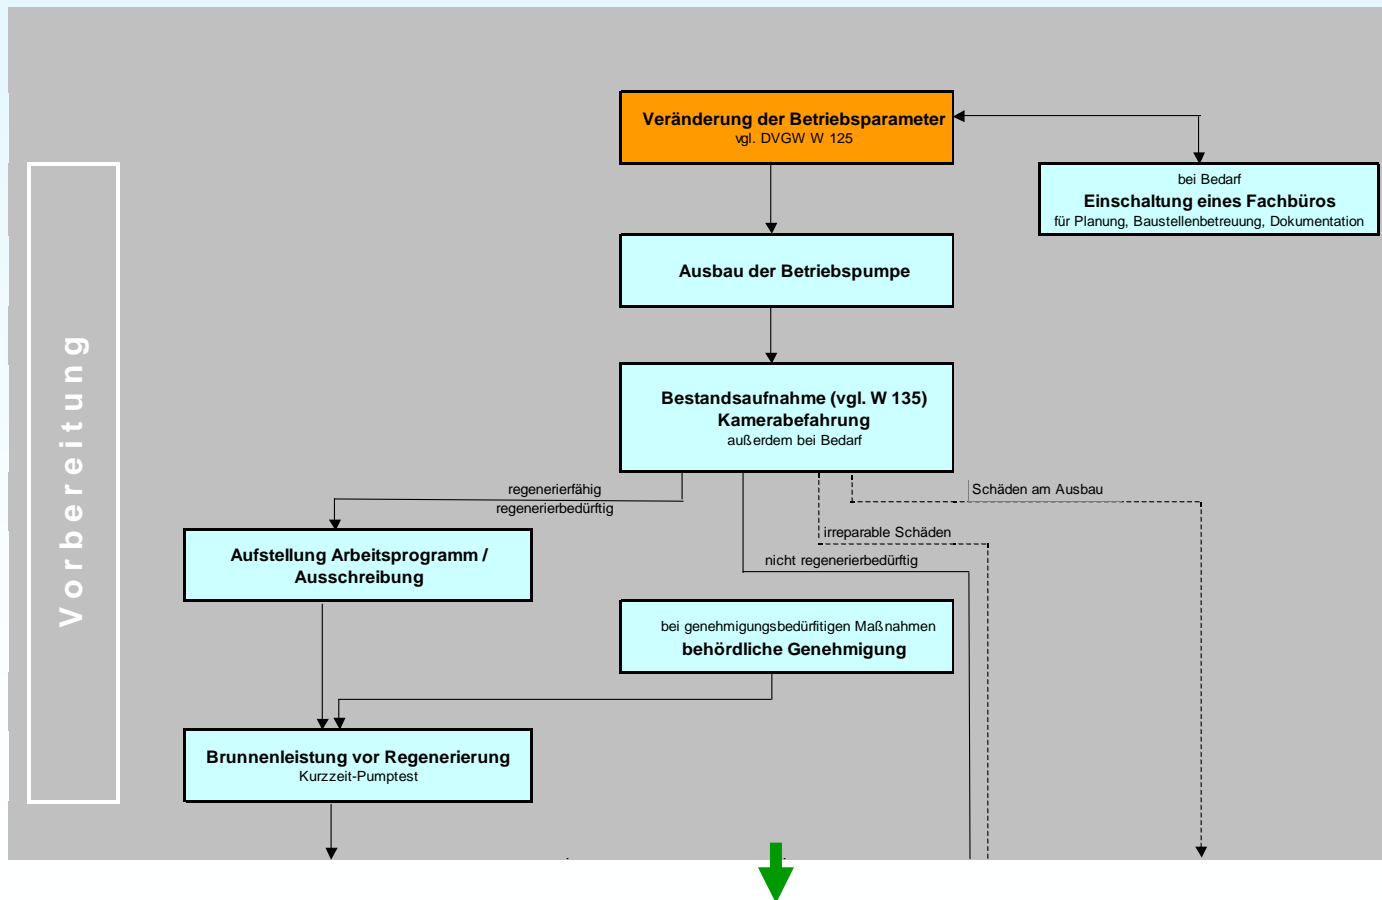 Veränderung der Betriebsparameter
vgl. DVGW W 125
bei Bedarf
Einschaltung eines Fachbüros
für Planung, Baustellenbetreuung, Dokumentation
Ausbau der Betriebspumpe
Vorbereitung
Bestandsaufnahme (vgl. W 135)
Kamerabefahrung
außerdem bei Bedarf
regenerierfähig
regenerierbedürftig
Schäden am Ausbau
irreparable Schäden
nicht regenerierbedürftig
Aufstellung Arbeitsprogramm /
Ausschreibung
bei genehmigungsbedürfitigen Maßnahmen
behördliche Genehmigung
Brunnenleistung vor Regenerierung
Kurzzeit-Pumptest